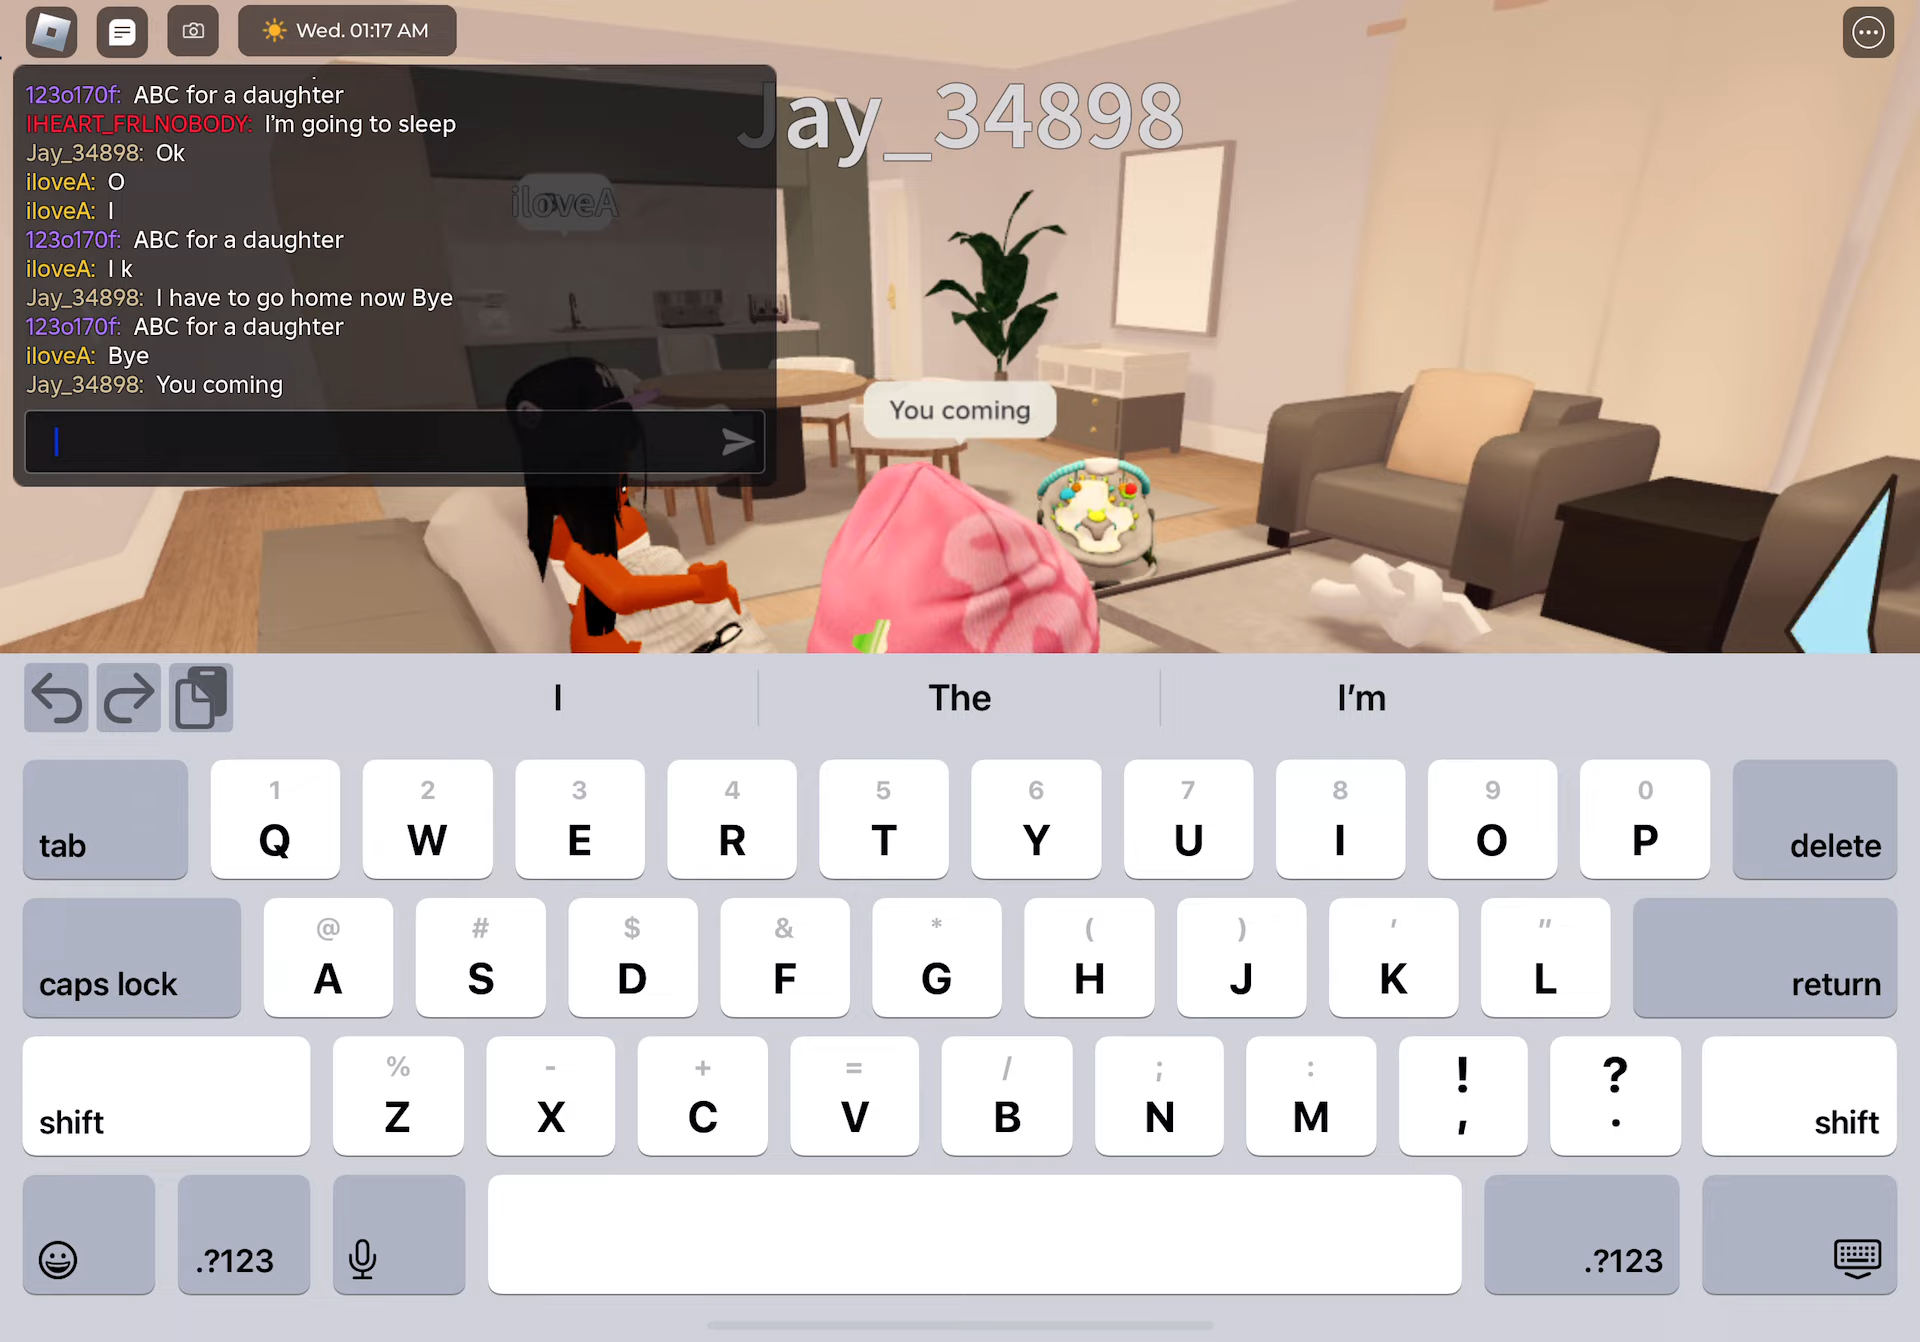 Wed. 01:17 AM
123o170f: ABC for a daughter
IHEART_FRLNOBODY: I'm going to sleep
Jay_34898: Ok
iloveA: O
iloveA: I
123o170f: ABC for a daughter
iloveA: I k
Jay_34898: I have to go home now Bye
123o170f: ABC for a daughter
iloveA: Bye
Jay_34898: You coming
Jay_34898
iloveA
You coming
I The I'm
tab 1 Q 2 W 3 E 4 R 5 T 6 Y 7 U 8 I 9 O 0 P delete
caps lock @ A # S $ D & F * G ( H ) J ' K " L return
shift % Z - X + C = V / B ; N : M ! , ? . shift
.?123 .?123